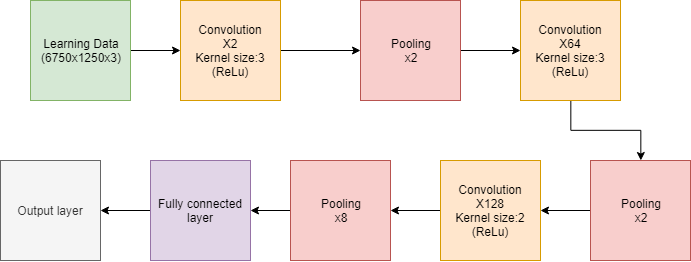 Learning Data
(6750x1250x3)
Convolution
X2
Kernel size:3
(ReLu)
Pooling
x2
Convolution
X64
Kernel size:3
(ReLu)
Pooling
x2
Convolution
X128
Kernel size:2
(ReLu)
Pooling
x8
Fully connected
layer
Output layer